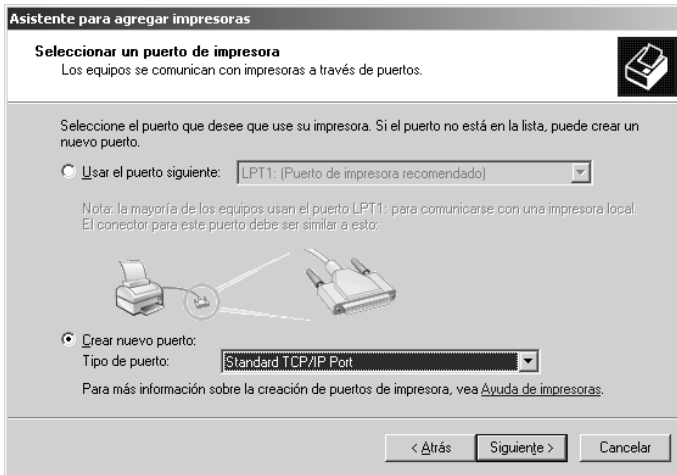 Asistente para agregar impresoras
Seleccionar un puerto de impresora
Los equipos se comunican con impresoras a través de puertos.
Seleccione el puerto que desee que use su impresora. Si el puerto no está en la lista, puede crear un
nuevo puerto.
Usar el puerto siguiente: LPT1: (Puerto de impresora recomendado)
Nota: la mayoría de los equipos usan el puerto LPT1: para comunicarse con una impresora local.
El conector para este puerto debe ser similar a esto:
Crear nuevo puerto:
Tipo de puerto: Standard TCP/IP Port
Para más información sobre la creación de puertos de impresora, vea Ayuda de impresoras.
< Atrás Siguiente > Cancelar